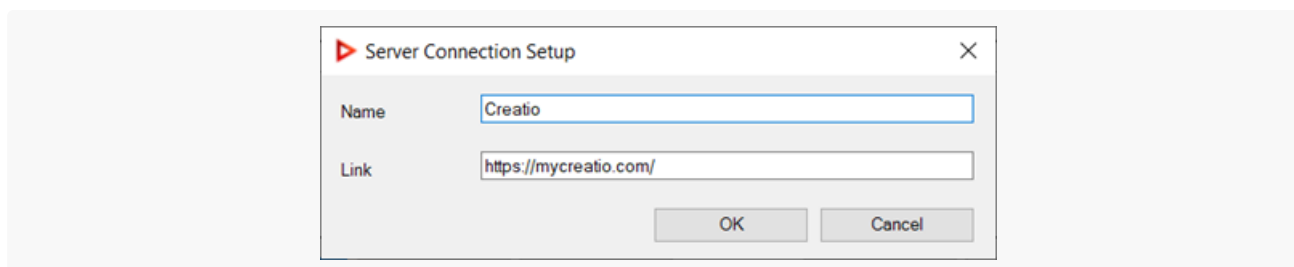 Server Connection Setup
Name Creatio
Link https://mycreatio.com/
OK Cancel